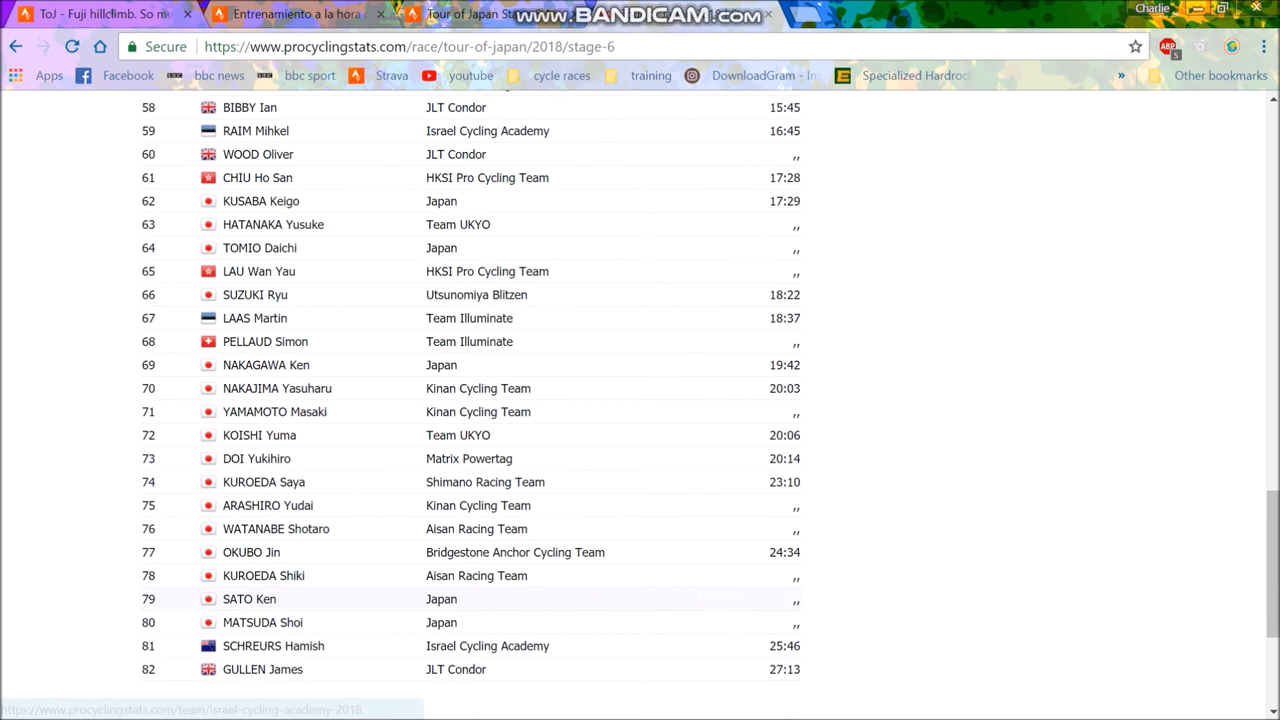 ToJ - Fuji hillclimb. So mu
Entrenamiento a la hora
Tour of Japan Sta
www.BANDICAM.com
Charlie
Secure https://www.procyclingstats.com/race/tour-of-japan/2018/stage-6
ABP 5
Apps Facebook BBC bbc news BBC bbc sport Strava youtube cycle races training DownloadGram - In Specialized Hardroc » Other bookmarks
58 BIBBY Ian JLT Condor 15:45
59 RAIM Mihkel Israel Cycling Academy 16:45
60 WOOD Oliver JLT Condor ,,
61 CHIU Ho San HKSI Pro Cycling Team 17:28
62 KUSABA Keigo Japan 17:29
63 HATANAKA Yusuke Team UKYO ,,
64 TOMIO Daichi Japan ,,
65 LAU Wan Yau HKSI Pro Cycling Team ,,
66 SUZUKI Ryu Utsunomiya Blitzen 18:22
67 LAAS Martin Team Illuminate 18:37
68 PELLAUD Simon Team Illuminate ,,
69 NAKAGAWA Ken Japan 19:42
70 NAKAJIMA Yasuharu Kinan Cycling Team 20:03
71 YAMAMOTO Masaki Kinan Cycling Team ,,
72 KOISHI Yuma Team UKYO 20:06
73 DOI Yukihiro Matrix Powertag 20:14
74 KUROEDA Saya Shimano Racing Team 23:10
75 ARASHIRO Yudai Kinan Cycling Team ,,
76 WATANABE Shotaro Aisan Racing Team ,,
77 OKUBO Jin Bridgestone Anchor Cycling Team 24:34
78 KUROEDA Shiki Aisan Racing Team ,,
79 SATO Ken Japan ,,
80 MATSUDA Shoi Japan ,,
81 SCHREURS Hamish Israel Cycling Academy 25:46
82 GULLEN James JLT Condor 27:13
https://www.procyclingstats.com/team/israel-cycling-academy-2018